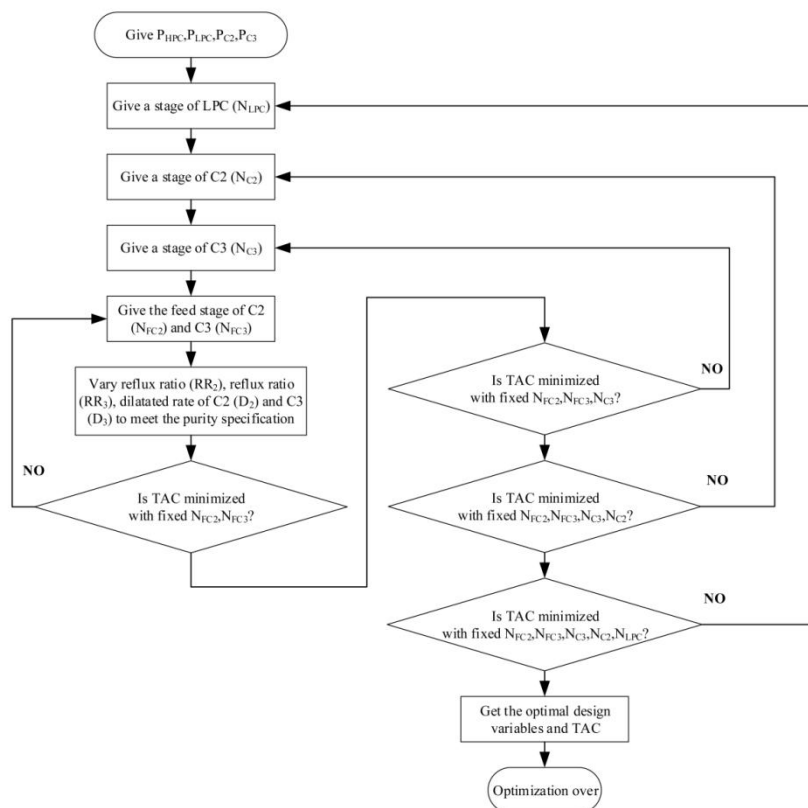 Give P_HPC,P_LPC,P_C2,P_C3
Give a stage of LPC (N_LPC)
Give a stage of C2 (N_C2)
Give a stage of C3 (N_C3)
Give the feed stage of C2
(N_FC2) and C3 (N_FC3)
Vary reflux ratio (RR_2), reflux ratio
(RR_3), dilatated rate of C2 (D_2) and C3
(D_3) to meet the purity specification
NO
Is TAC minimized
with fixed N_FC2,N_FC3?
Is TAC minimized
with fixed N_FC2,N_FC3,N_C3?
NO
Is TAC minimized
with fixed N_FC2,N_FC3,N_C3,N_C2?
NO
Is TAC minimized
with fixed N_FC2,N_FC3,N_C3,N_C2,N_LPC?
NO
Get the optimal design
variables and TAC
Optimization over